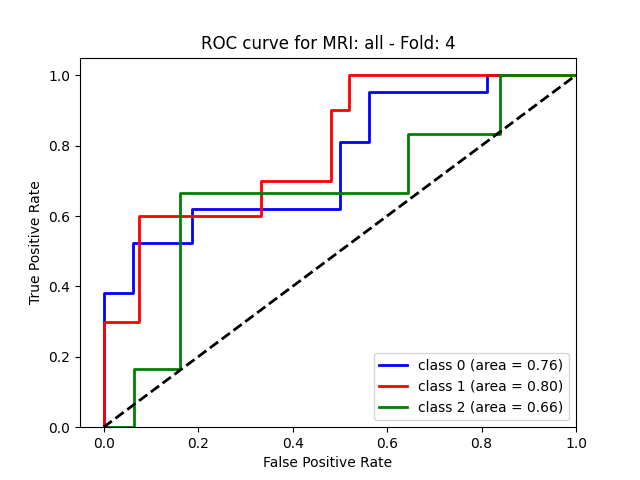 ROC curve for MRI: all - Fold: 4
1.0
0.8
0.6
0.4
0.2
0.0
True Positive Rate
class 0 (area = 0.76)
class 1 (area = 0.80)
class 2 (area = 0.66)
0.0 0.2 0.4 0.6 0.8 1.0
False Positive Rate